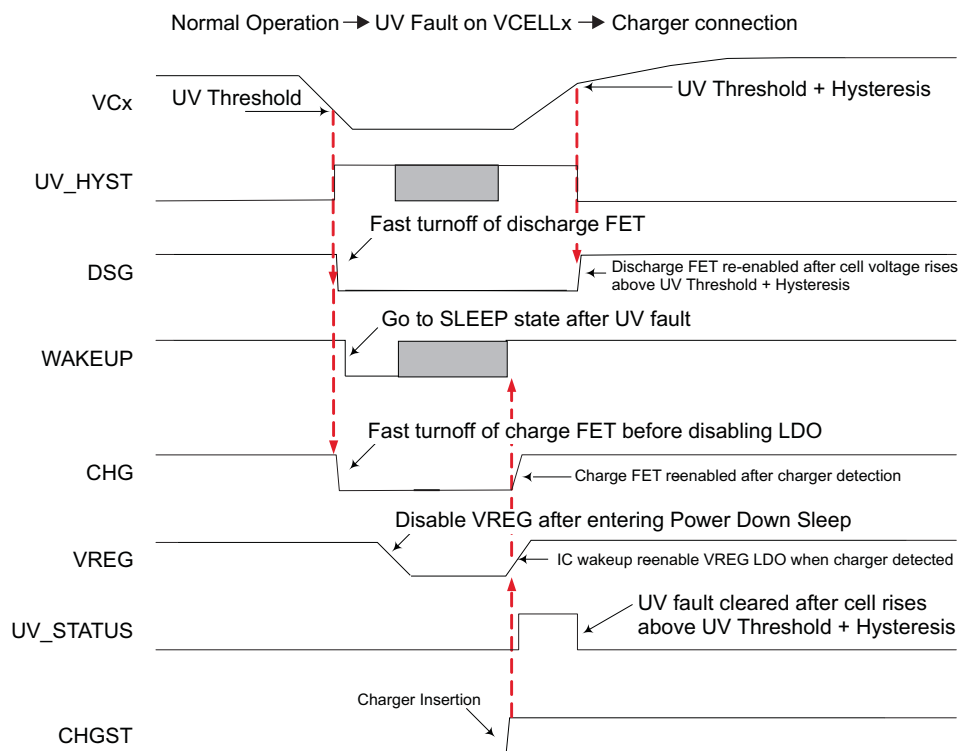 Normal Operation → UV Fault on VCELLx → Charger connection
VCx
UV Threshold
UV Threshold + Hysteresis
UV_HYST
Fast turnoff of discharge FET
DSG
Discharge FET re-enabled after cell voltage rises
above UV Threshold + Hysteresis
Go to SLEEP state after UV fault
WAKEUP
Fast turnoff of charge FET before disabling LDO
CHG
Charge FET reenabled after charger detection
Disable VREG after entering Power Down Sleep
VREG
IC wakeup reenable VREG LDO when charger detected
UV_STATUS
UV fault cleared after cell rises
above UV Threshold + Hysteresis
Charger Insertion
CHGST